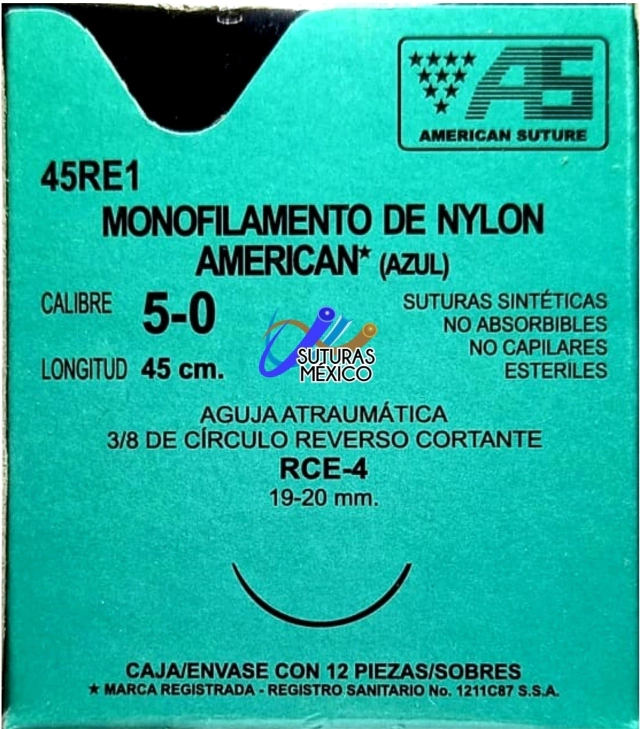 AS
AMERICAN SUTURE
45RE1
MONOFILAMENTO DE NYLON
AMERICAN★ (AZUL)
CALIBRE 5-0
LONGITUD 45 cm.
SUTURAS SINTÉTICAS
NO ABSORBIBLES
NO CAPILARES
ESTERILES
SUTURAS
MÉXICO
AGUJA ATRAUMÁTICA
3/8 DE CÍRCULO REVERSO CORTANTE
RCE-4
19-20 mm.
CAJA/ENVASE CON 12 PIEZAS/SOBRES
★ MARCA REGISTRADA - REGISTRO SANITARIO No. 1211C87 S.S.A.